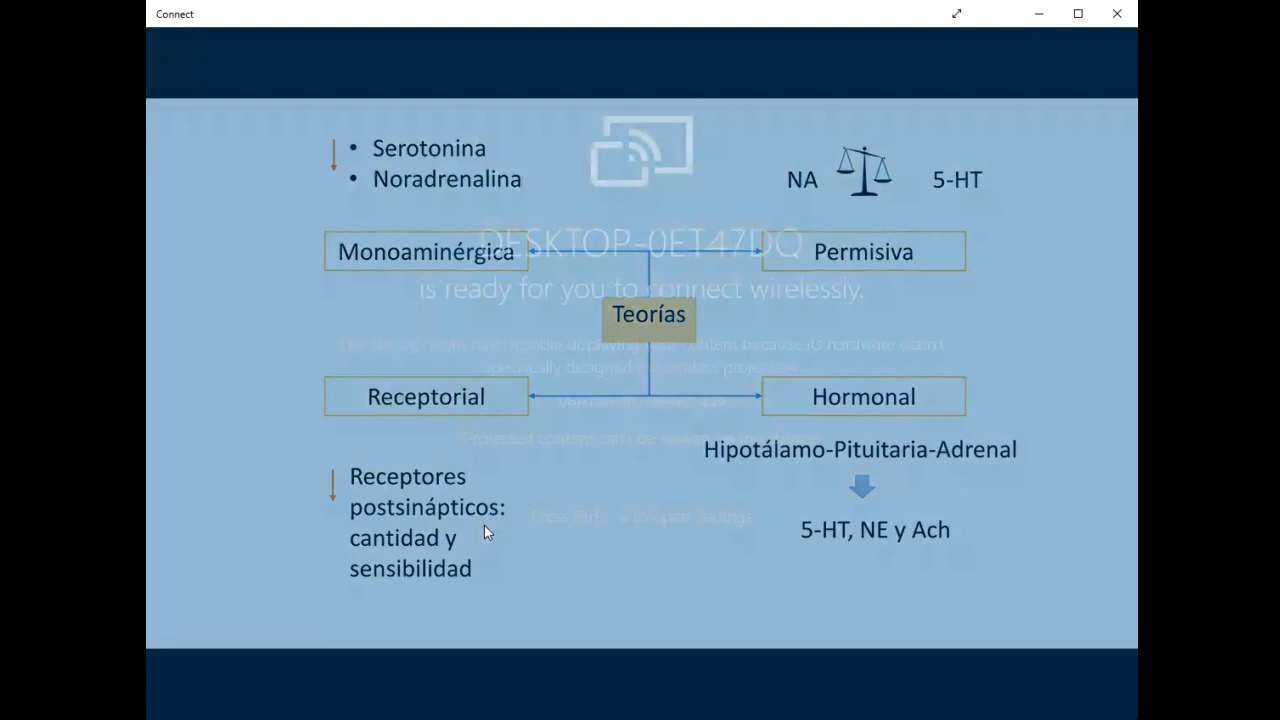 Connect
• Serotonina
• Noradrenalina
NA
5-HT
DESKTOP-0ET47DQ
Monoaminérgica
Permisiva
is ready for you to connect wirelessly.
Teorías
Receptorial
Hormonal
Hipotálamo-Pituitaria-Adrenal
Receptores
postsinápticos:
cantidad y
sensibilidad
5-HT, NE y Ach